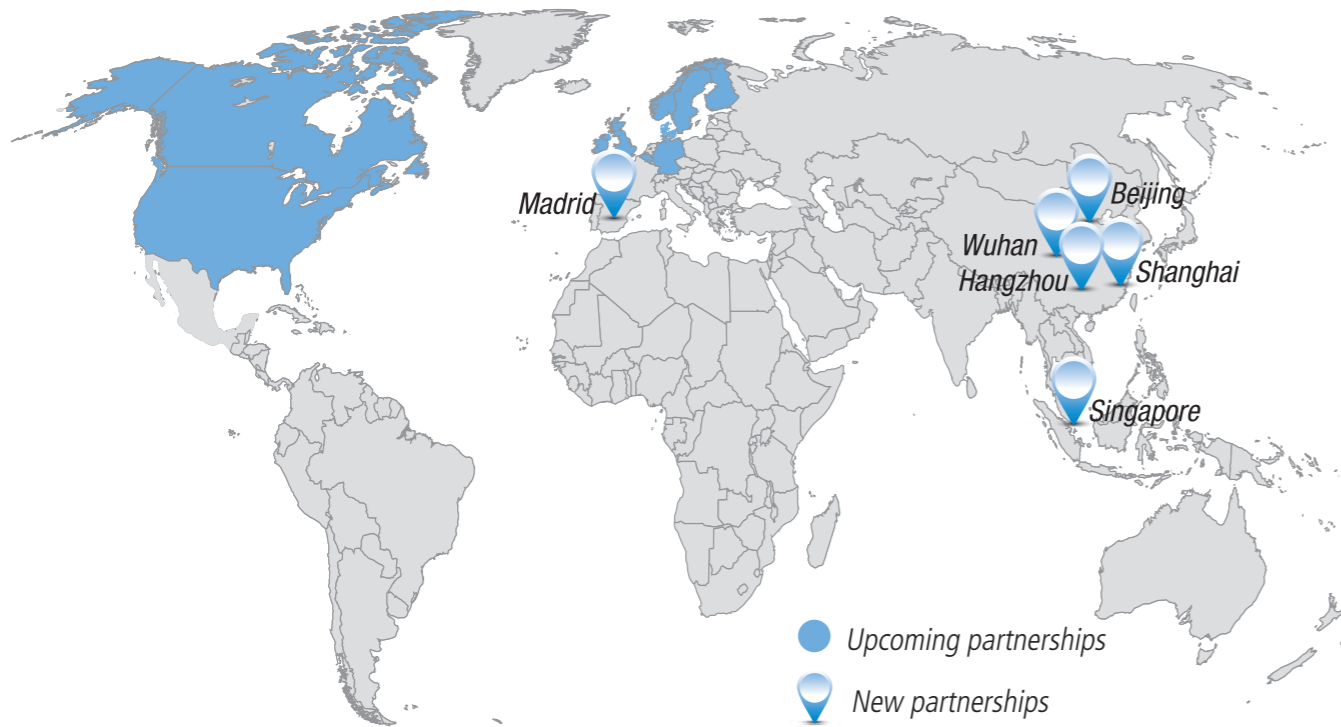 Madrid
Beijing
Wuhan
Hangzhou
Shanghai
Singapore
Upcoming partnerships
New partnerships